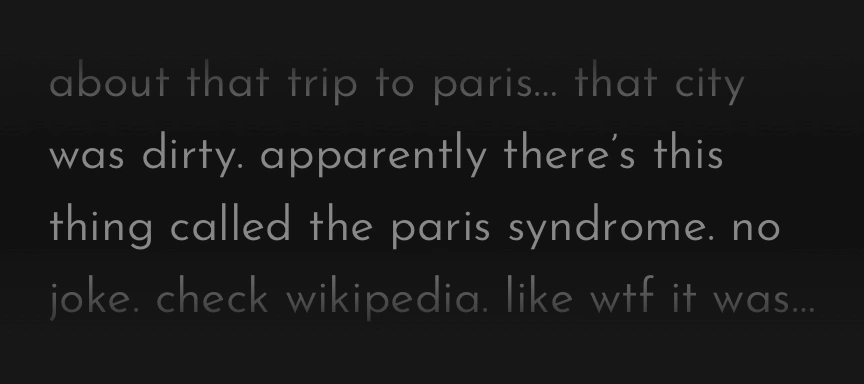 about that trip to paris... that city
was dirty. apparently there's this
thing called the paris syndrome. no
joke. check wikipedia. like wtf it was...